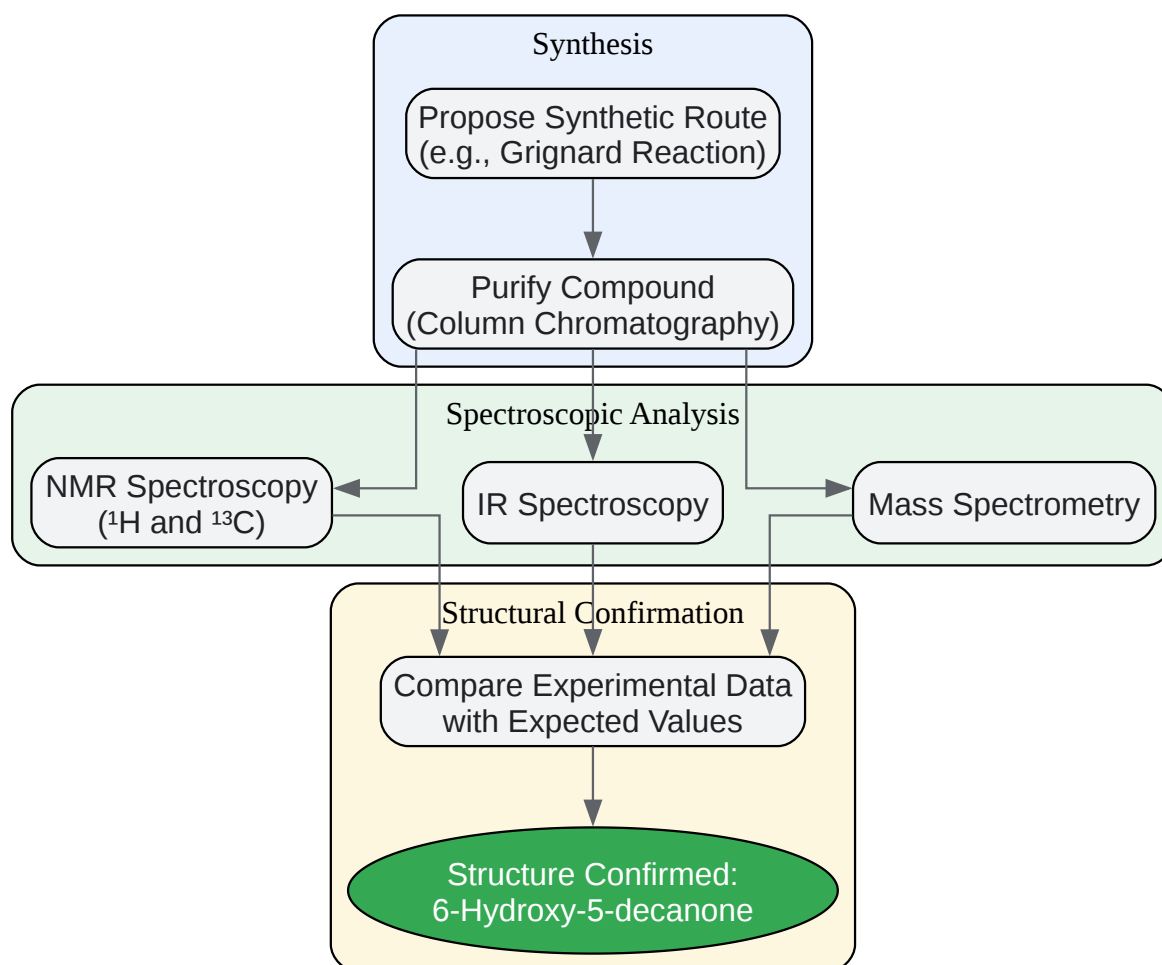 Synthesis
Propose Synthetic Route
(e.g., Grignard Reaction)
Purify Compound
(Column Chromatography)
Spectroscopic Analysis
NMR Spectroscopy
(¹H and ¹³C)
IR Spectroscopy
Mass Spectrometry
Structural Confirmation
Compare Experimental Data
with Expected Values
Structure Confirmed:
6-Hydroxy-5-decanone